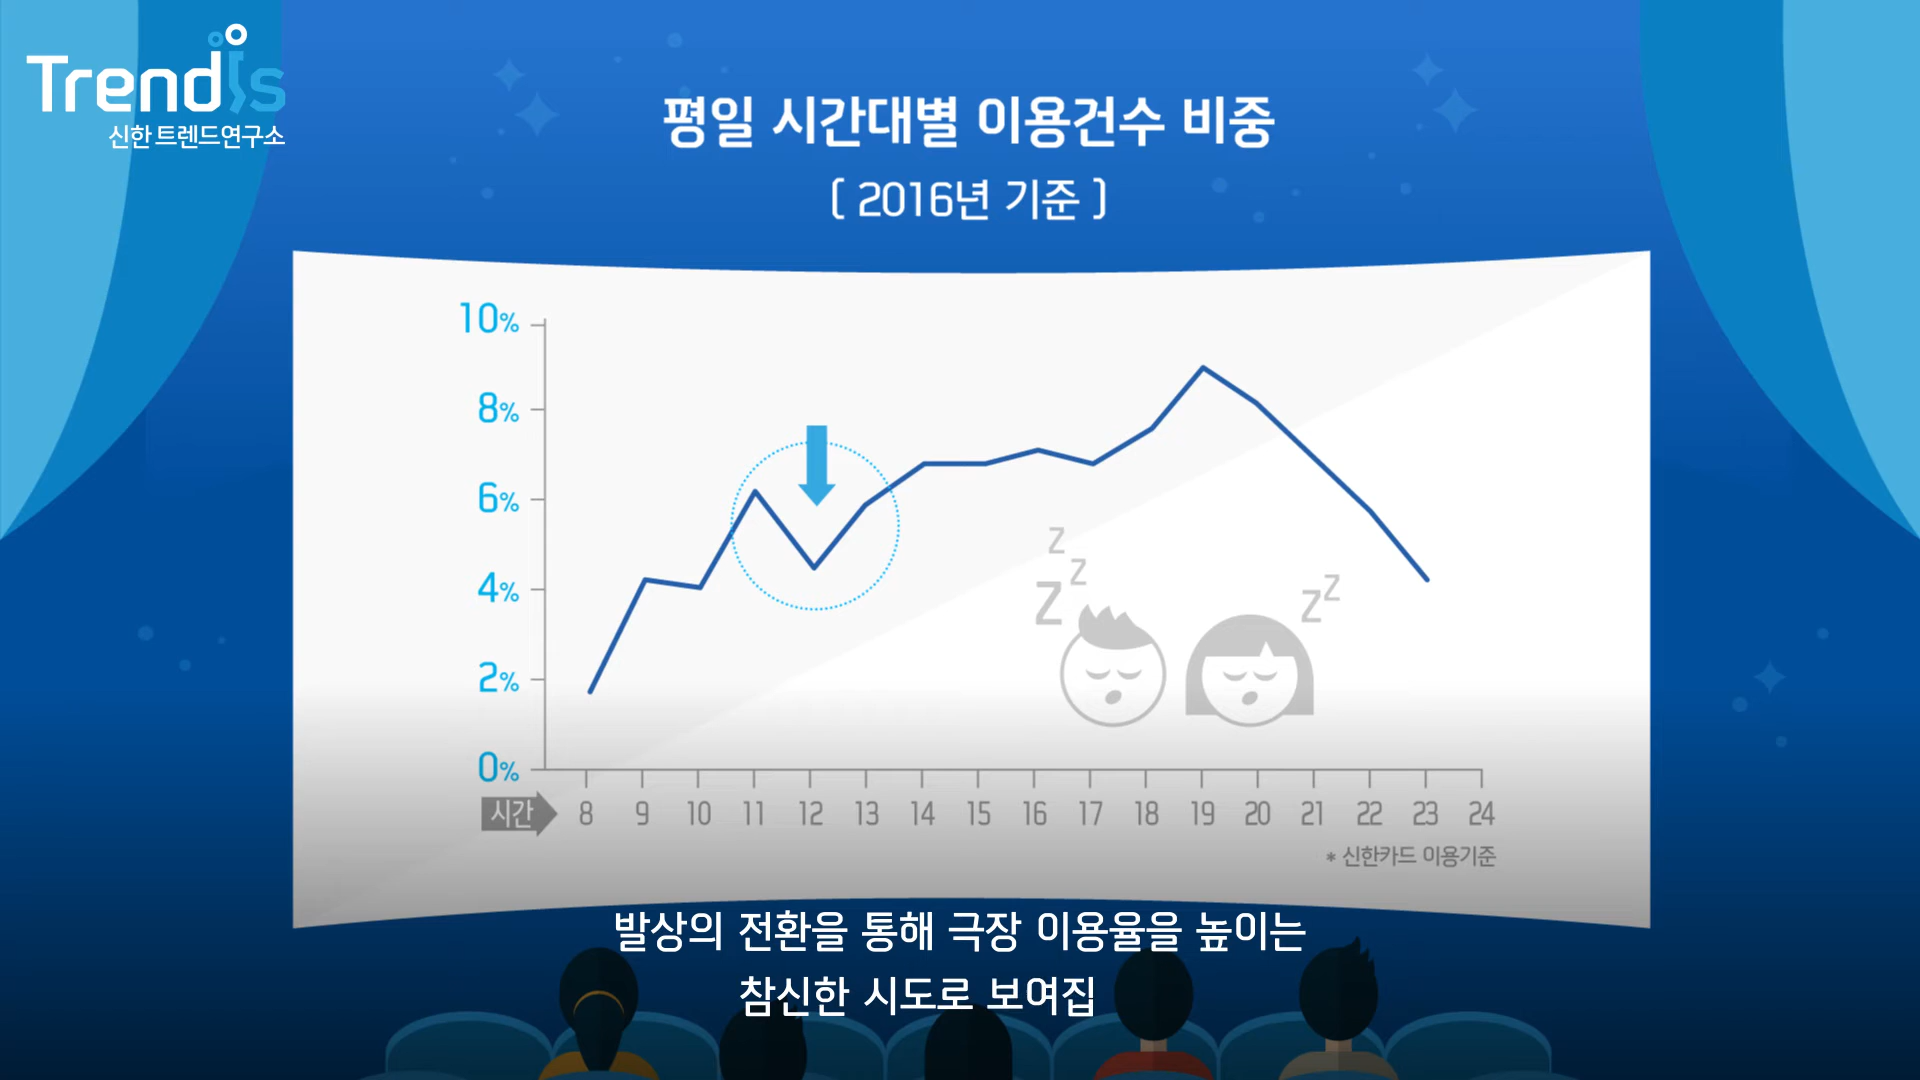 Trendis
신한트렌드연구소
평일 시간대별 이용건수 비중
[ 2016년 기준 ]
10%
8%
6%
4%
2%
0%
z
z
z
z
z
시간 8 9 10 11 12 13 14 15 16 17 18 19 20 21 22 23 24
* 신한카드 이용기준
발상의 전환을 통해 극장 이용율을 높이는
참신한 시도로 보여집